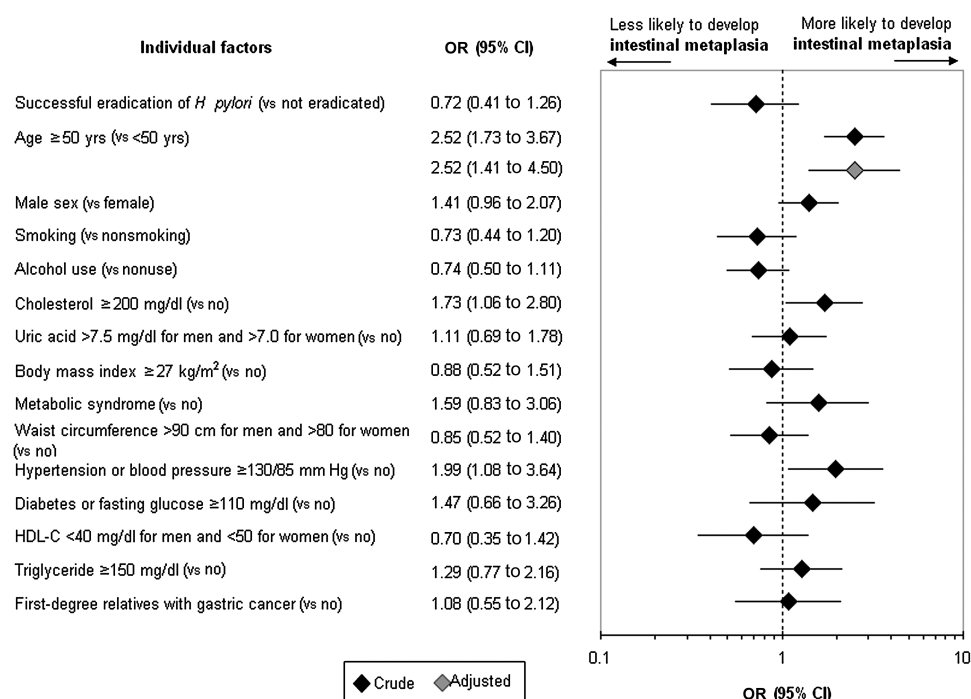 Individual factors OR (95% CI) Less likely to develop More likely to develop
intestinal metaplasia intestinal metaplasia
Successful eradication of H pylori (vs not eradicated) 0.72 (0.41 to 1.26)
Age ≥50 yrs (vs <50 yrs) 2.52 (1.73 to 3.67)
2.52 (1.41 to 4.50)
Male sex (vs female) 1.41 (0.96 to 2.07)
Smoking (vs nonsmoking) 0.73 (0.44 to 1.20)
Alcohol use (vs nonuse) 0.74 (0.50 to 1.11)
Cholesterol ≥200 mg/dl (vs no) 1.73 (1.06 to 2.80)
Uric acid >7.5 mg/dl for men and >7.0 for women (vs no) 1.11 (0.69 to 1.78)
Body mass index ≥27 kg/m² (vs no) 0.88 (0.52 to 1.51)
Metabolic syndrome (vs no) 1.59 (0.83 to 3.06)
Waist circumference >90 cm for men and >80 for women 0.85 (0.52 to 1.40)
(vs no)
Hypertension or blood pressure ≥130/85 mm Hg (vs no) 1.99 (1.08 to 3.64)
Diabetes or fasting glucose ≥110 mg/dl (vs no) 1.47 (0.66 to 3.26)
HDL-C <40 mg/dl for men and <50 for women (vs no) 0.70 (0.35 to 1.42)
Triglyceride ≥150 mg/dl (vs no) 1.29 (0.77 to 2.16)
First-degree relatives with gastric cancer (vs no) 1.08 (0.55 to 2.12)
0.1 1 10
Crude Adjusted
OR (95% CI)